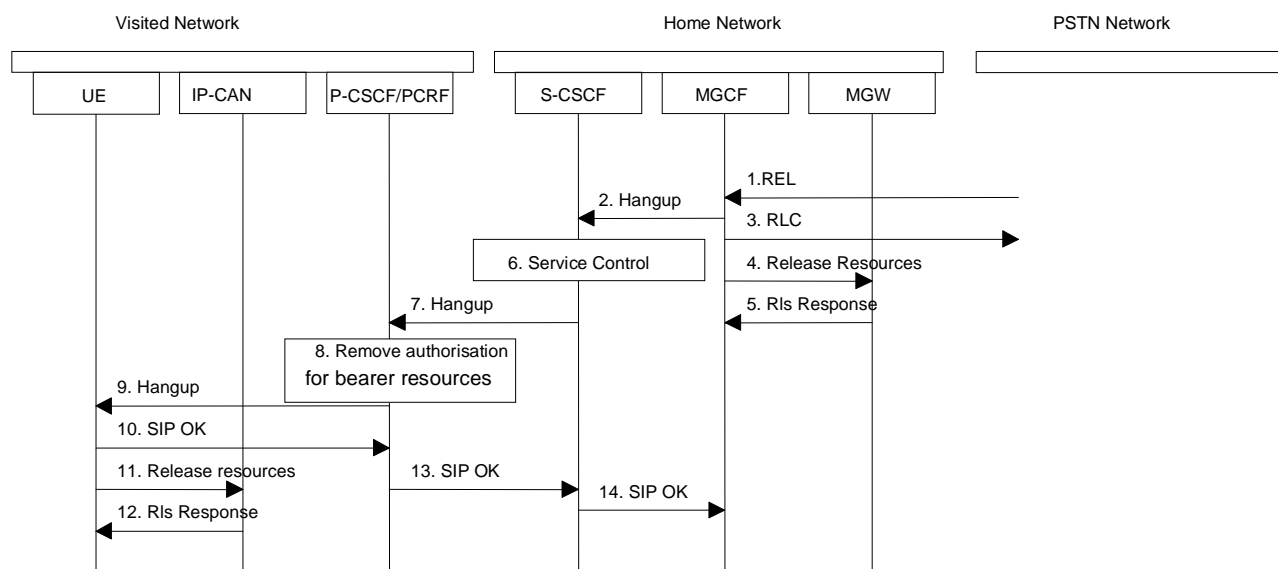 Visited Network
Home Network
PSTN Network
UE
IP-CAN
P-CSCF/PCRF
S-CSCF
MGCF
MGW
1.REL
2. Hangup
3. RLC
6. Service Control
4. Release Resources
7. Hangup
5. Rls Response
8. Remove authorisation
for bearer resources
9. Hangup
10. SIP OK
11. Release resources
13. SIP OK
14. SIP OK
12. Rls Response